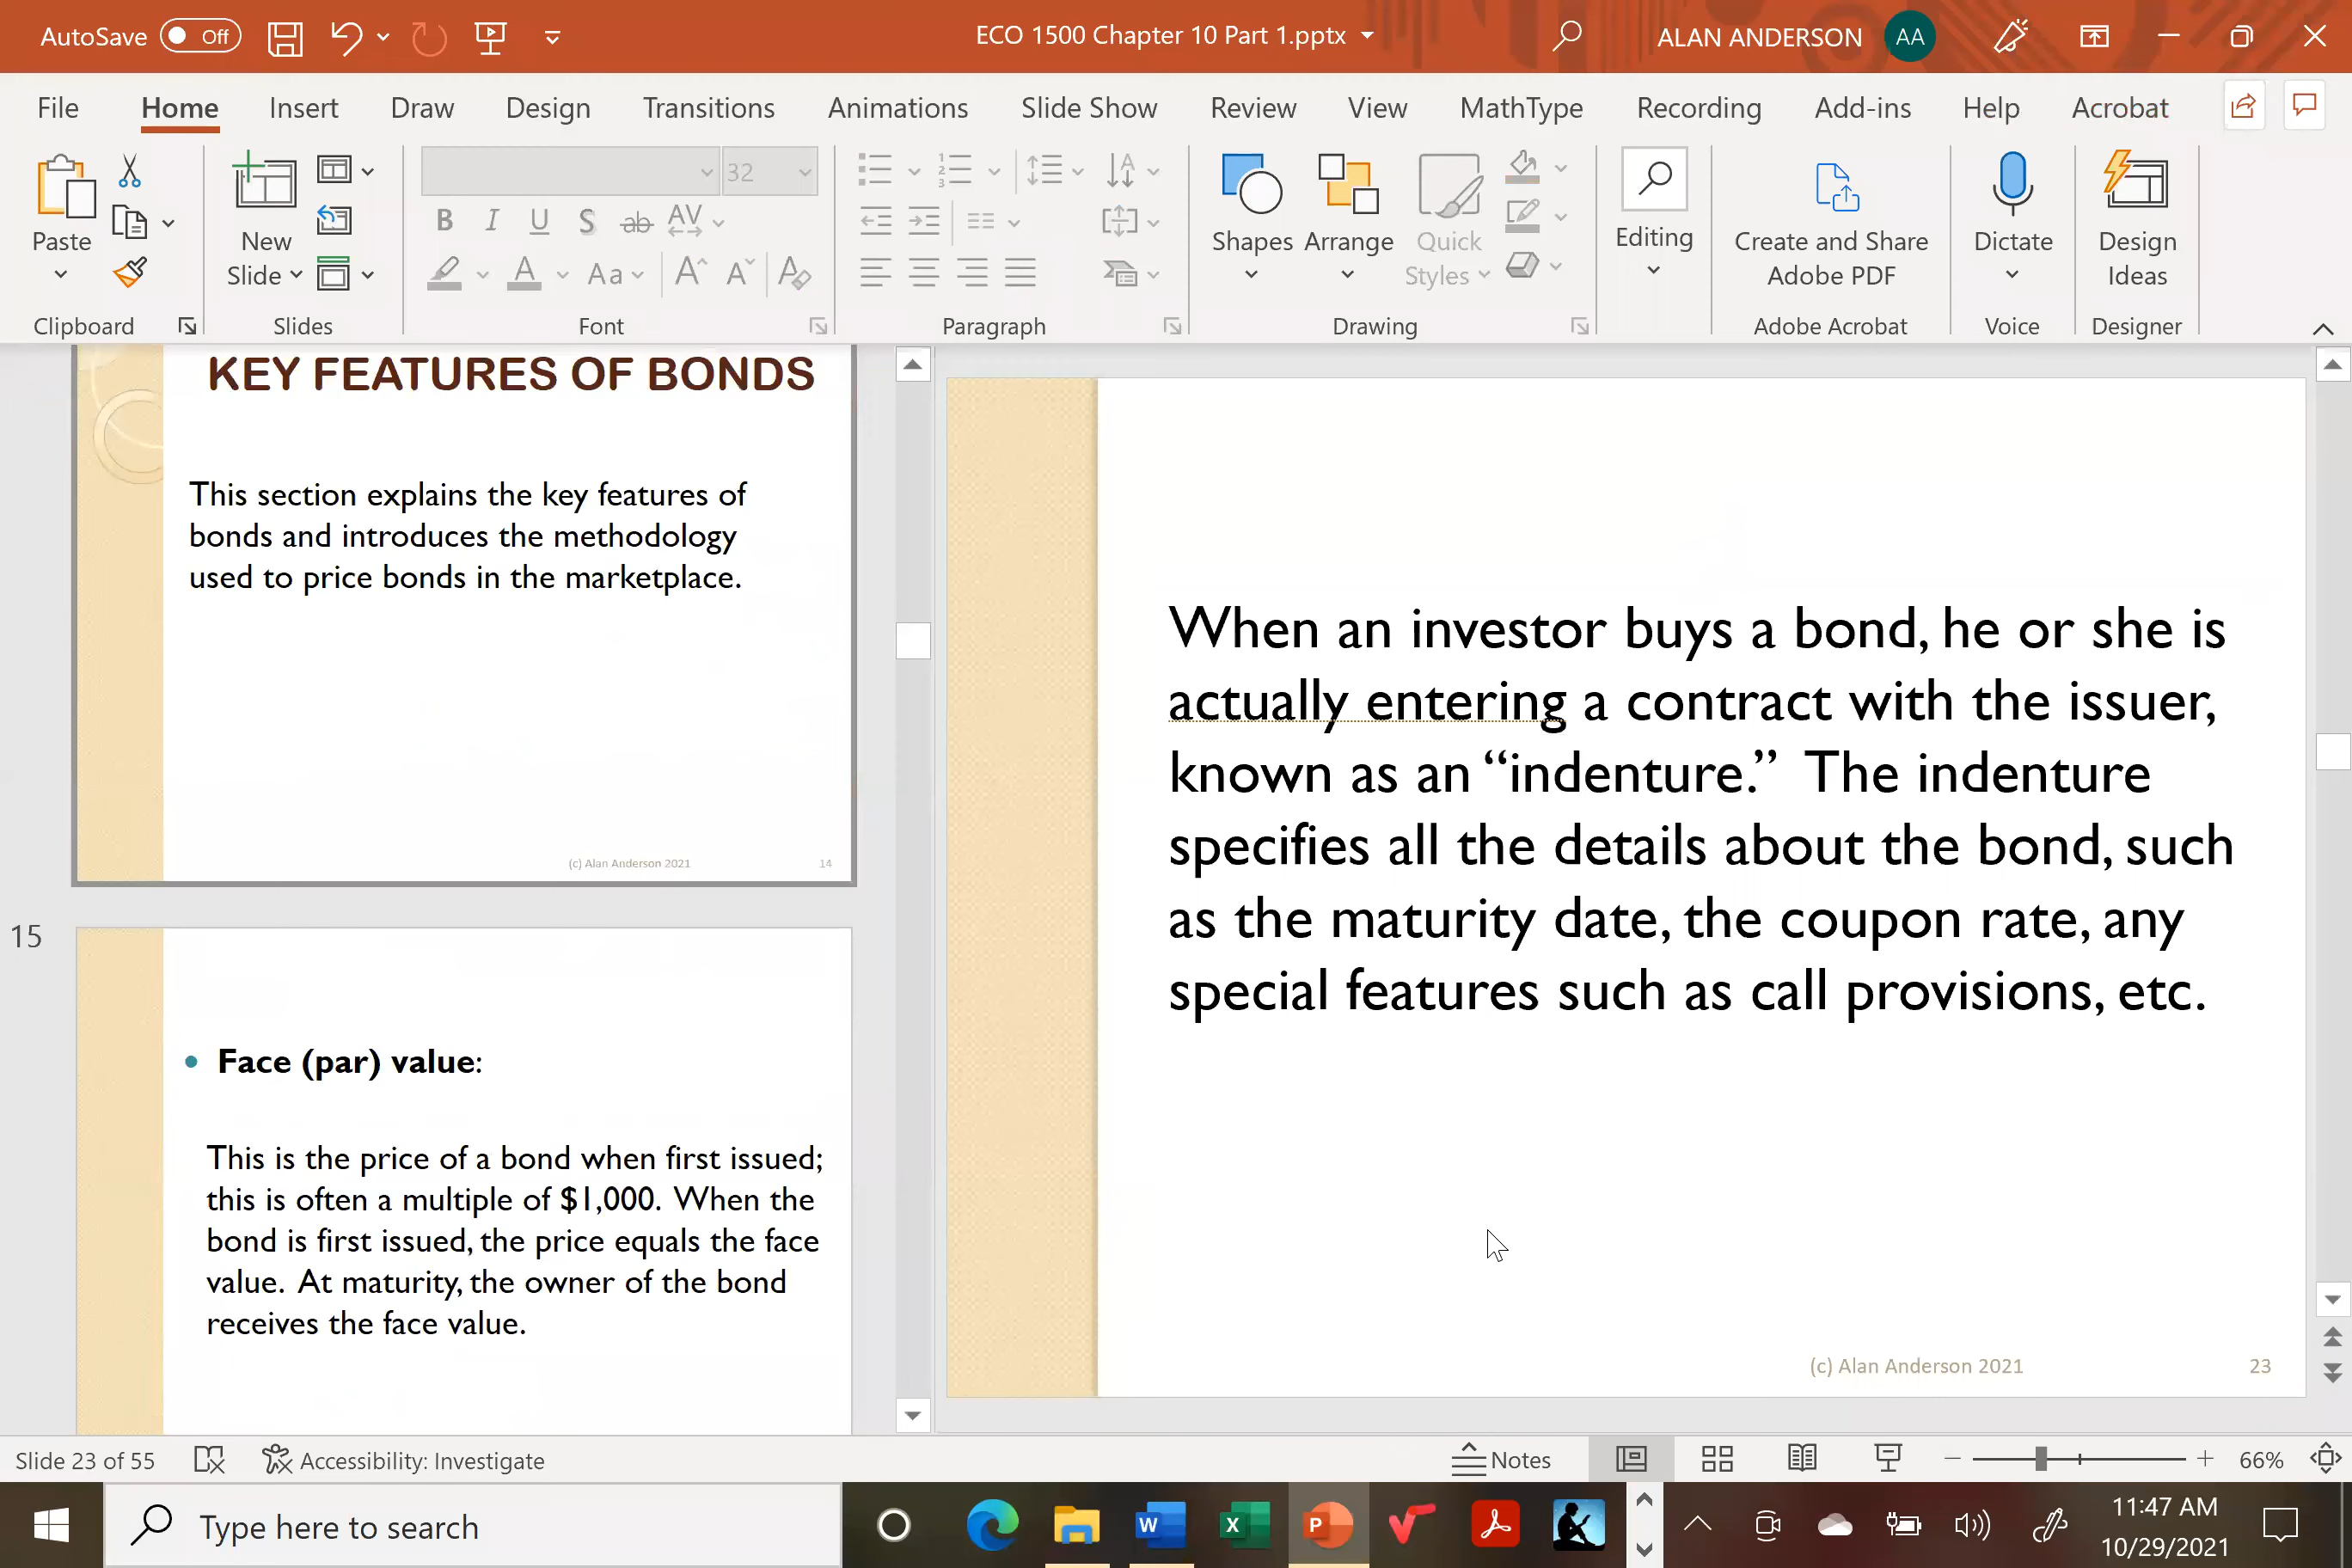 AutoSave Off
ECO 1500 Chapter 10 Part 1.pptx
ALAN ANDERSON AA
File Home Insert Draw Design Transitions Animations Slide Show Review View MathType Recording Add-ins Help Acrobat
Paste
Clipboard
New
Slide
Slides
32
B I U S ab AV
A Aa A A A
Font
Paragraph
Shapes
Arrange
Quick
Styles
Drawing
Editing
Create and Share
Adobe PDF
Adobe Acrobat
Dictate
Voice
Design
Ideas
Designer
KEY FEATURES OF BONDS
This section explains the key features of
bonds and introduces the methodology
used to price bonds in the marketplace.
(c) Alan Anderson 2021 14
15
• Face (par) value:
This is the price of a bond when first issued;
this is often a multiple of $1,000. When the
bond is first issued, the price equals the face
value. At maturity, the owner of the bond
receives the face value.
When an investor buys a bond, he or she is
actually entering a contract with the issuer,
known as an “indenture.” The indenture
specifies all the details about the bond, such
as the maturity date, the coupon rate, any
special features such as call provisions, etc.
(c) Alan Anderson 2021 23
Slide 23 of 55
Accessibility: Investigate
Notes
66%
Type here to search
11:47 AM
10/29/2021